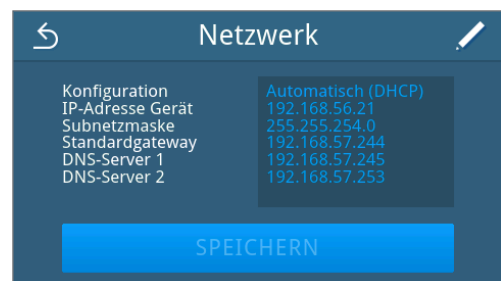 Netzwerk
Konfiguration Automatisch (DHCP)
IP-Adresse Gerät 192.168.56.21
Subnetzmaske 255.255.254.0
Standardgateway 192.168.57.244
DNS-Server 1 192.168.57.245
DNS-Server 2 192.168.57.253
SPEICHERN